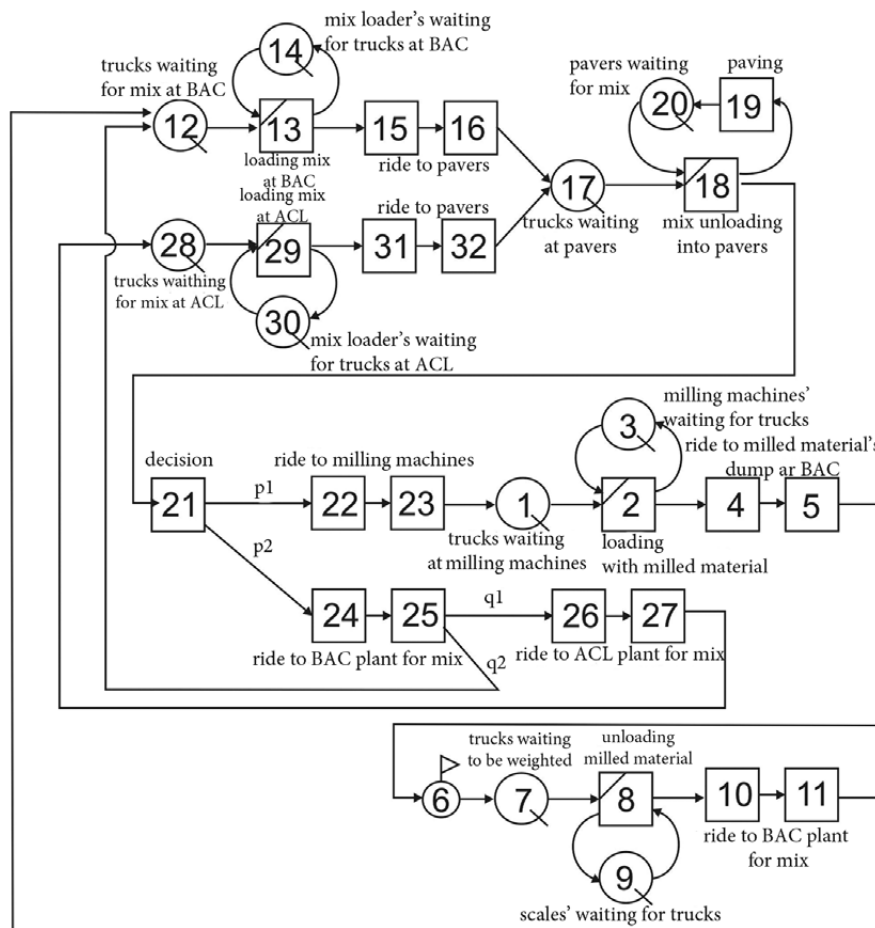 mix loader's waiting
for trucks at BAC
14
trucks waiting
for mix at BAC
12
13
loading mix
at BAC
15
16
ride to pavers
pavers waiting
for mix
20
paving
19
17
trucks waiting
at pavers
18
mix unloading
into pavers
loading mix
at ACL
28
trucks waithing
for mix at ACL
29
ride to pavers
31
32
30
mix loader's waiting
for trucks at ACL
decision
21
p1
p2
ride to milling machines
22
23
1
trucks waiting
at milling machines
3
milling machines'
waiting for trucks
2
loading
with milled material
ride to milled material's
dump ar BAC
4
5
24
25
ride to BAC plant for mix
q1
q2
26
27
ride to ACL plant for mix
6
trucks waiting
to be weighted
7
unloading
milled material
8
9
scales' waiting for trucks
10
11
ride to BAC plant
for mix